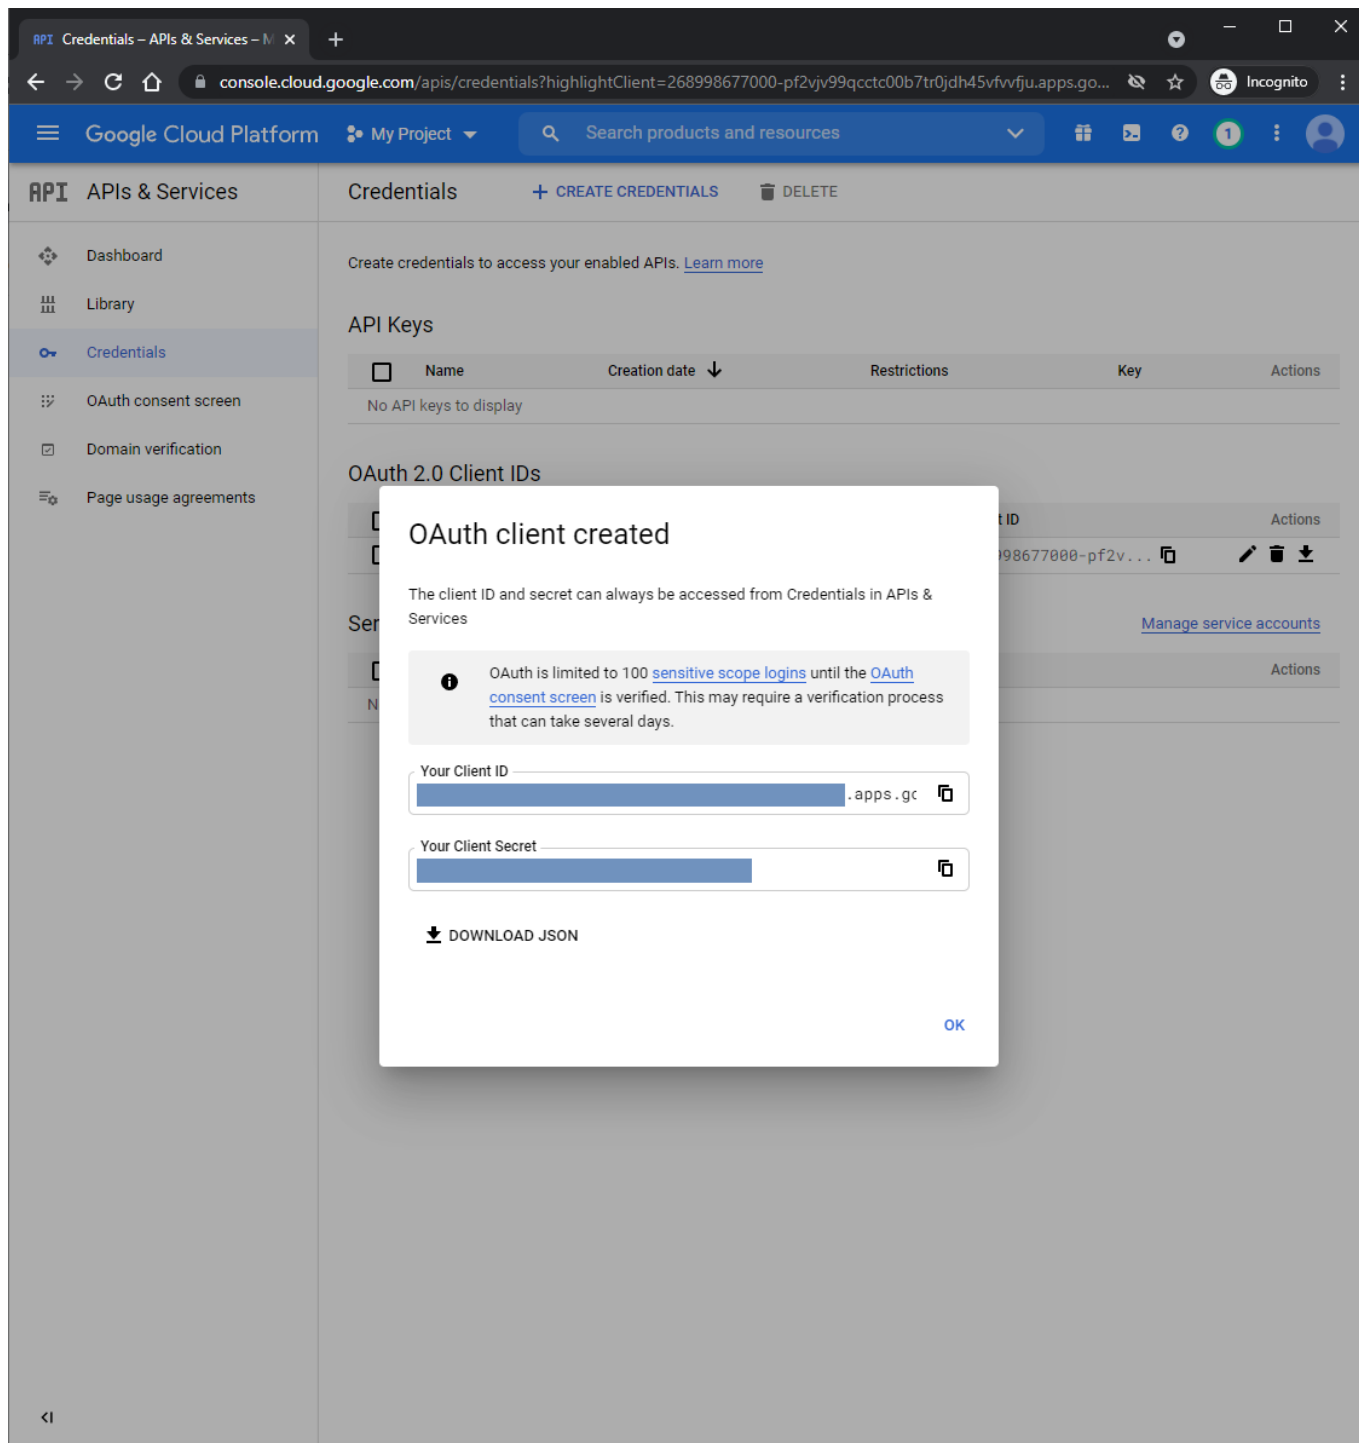 API Credentials – APIs & Services – M
console.cloud.google.com/apis/credentials?highlightClient=268998677000-pf2vjv99qcctc00b7tr0jdh45vfvvfju.apps.go...
Incognito
Google Cloud Platform
My Project
Search products and resources
1
API APIs & Services
Credentials
CREATE CREDENTIALS
DELETE
Dashboard
Library
Credentials
OAuth consent screen
Domain verification
Page usage agreements
Create credentials to access your enabled APIs. Learn more
API Keys
Name Creation date Restrictions Key Actions
No API keys to display
OAuth 2.0 Client IDs
t ID Actions
98677000-pf2v...
Ser
Manage service accounts
Actions
N
OAuth client created
The client ID and secret can always be accessed from Credentials in APIs &
Services
OAuth is limited to 100 sensitive scope logins until the OAuth
consent screen is verified. This may require a verification process
that can take several days.
Your Client ID
.apps.gc
Your Client Secret
DOWNLOAD JSON
OK